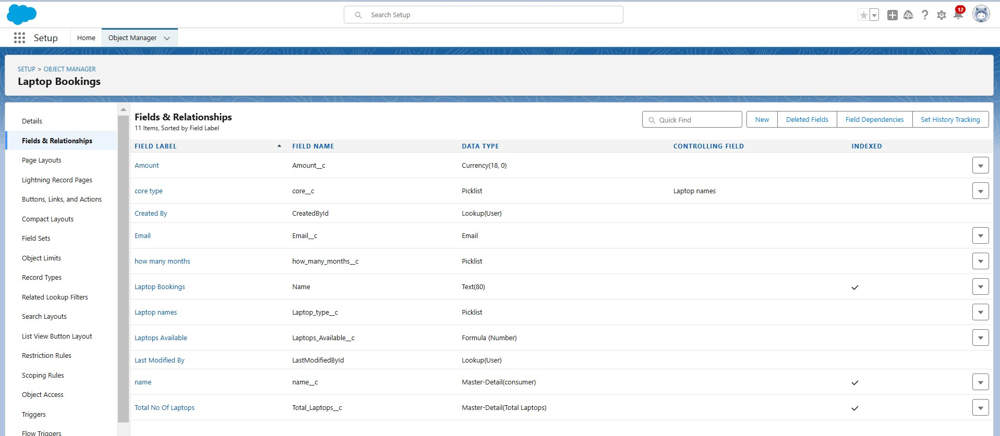 Search Setup
12
Setup
Home
Object Manager
SETUP > OBJECT MANAGER
Laptop Bookings
Details
Fields & Relationships
Page Layouts
Lightning Record Pages
Buttons, Links, and Actions
Compact Layouts
Field Sets
Object Limits
Record Types
Related Lookup Filters
Search Layouts
List View Button Layout
Restriction Rules
Scoping Rules
Object Access
Triggers
Flow Triggers
Fields & Relationships
11 Items, Sorted by Field Label
Quick Find
New
Deleted Fields
Field Dependencies
Set History Tracking
FIELD LABEL FIELD NAME DATA TYPE CONTROLLING FIELD INDEXED
Amount Amount__c Currency(18, 0)
core type core__c Picklist Laptop names
Created By CreatedById Lookup(User)
Email Email__c Email
how many months how_many_months__c Picklist
Laptop Bookings Name Text(80)
Laptop names Laptop_type__c Picklist
Laptops Available Laptops_Available__c Formula (Number)
Last Modified By LastModifiedById Lookup(User)
name name__c Master-Detail(consumer)
Total No Of Laptops Total_Laptops__c Master-Detail(Total Laptops)